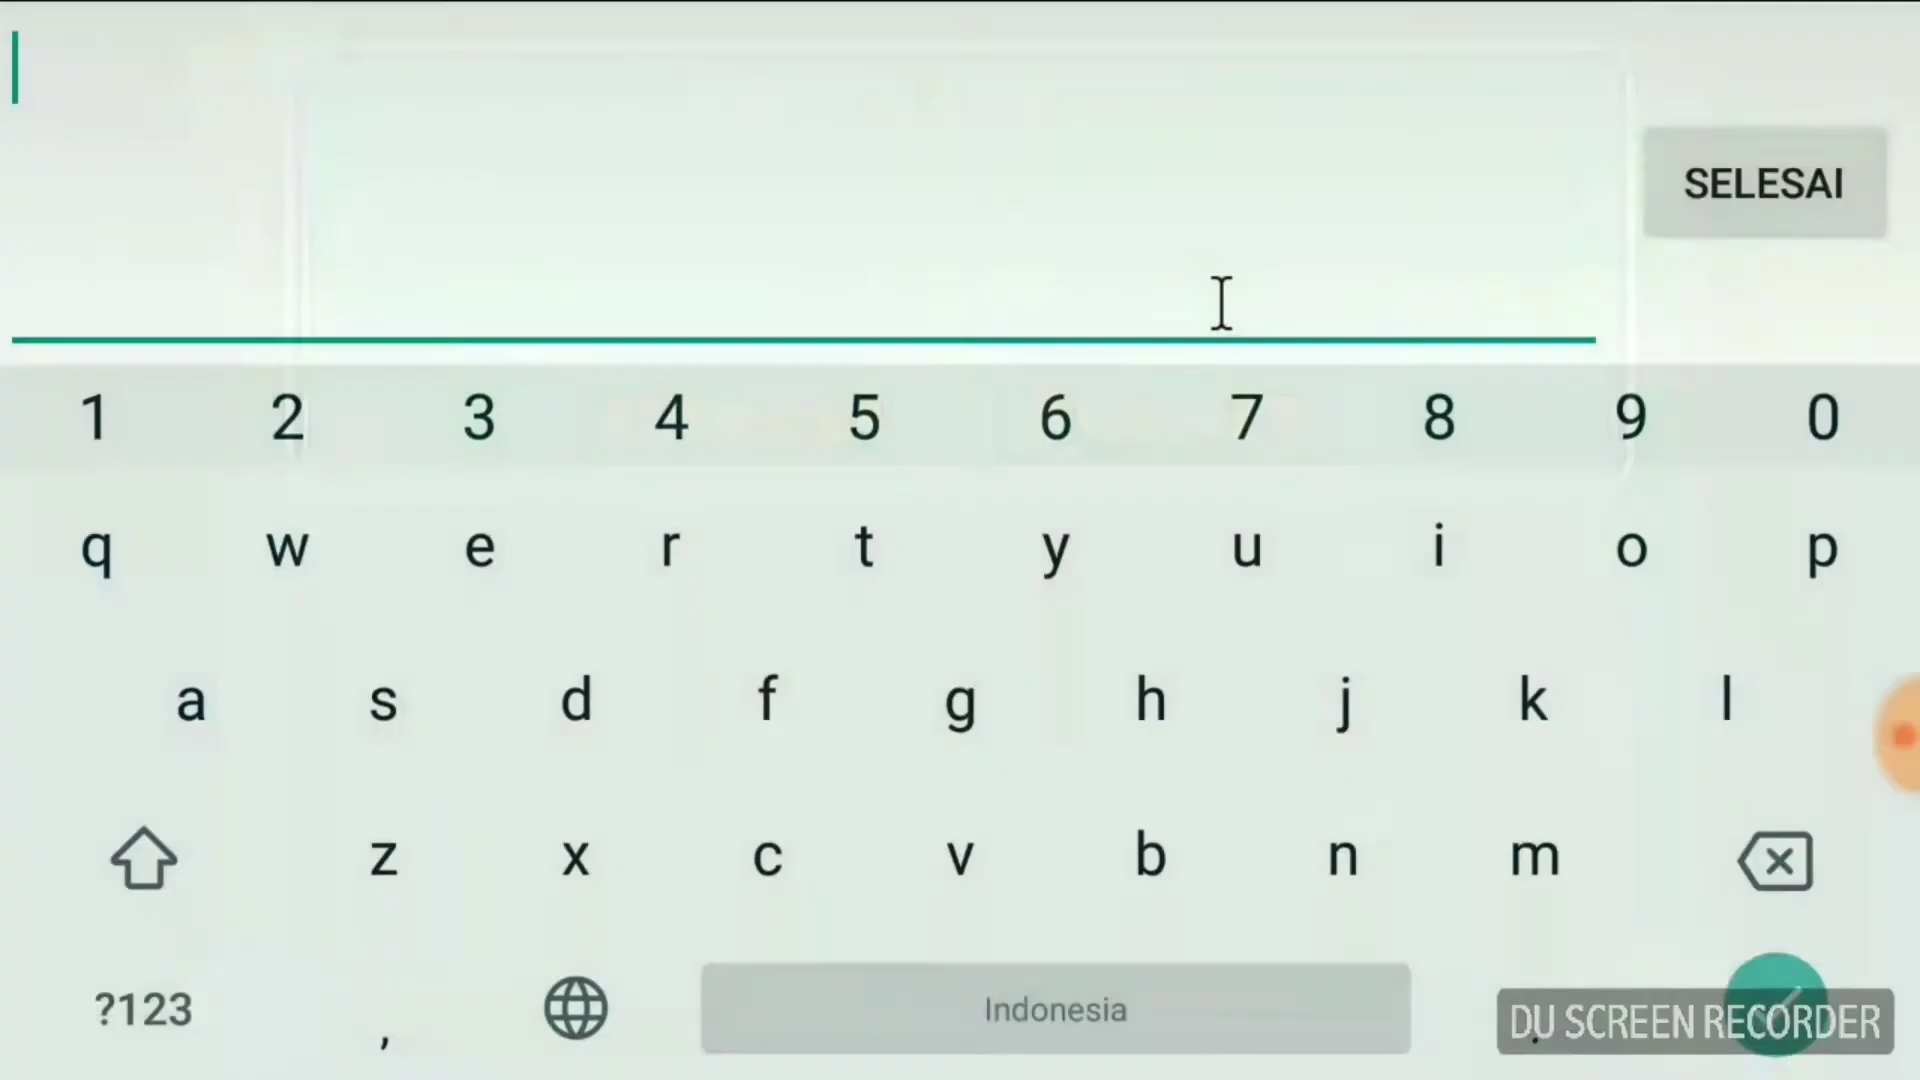 SELESAI
1 2 3 4 5 6 7 8 9 0
q w e r t y u i o p
a s d f g h j k l
z x c v b n m
?123 , Indonesia .
DU SCREEN RECORDER